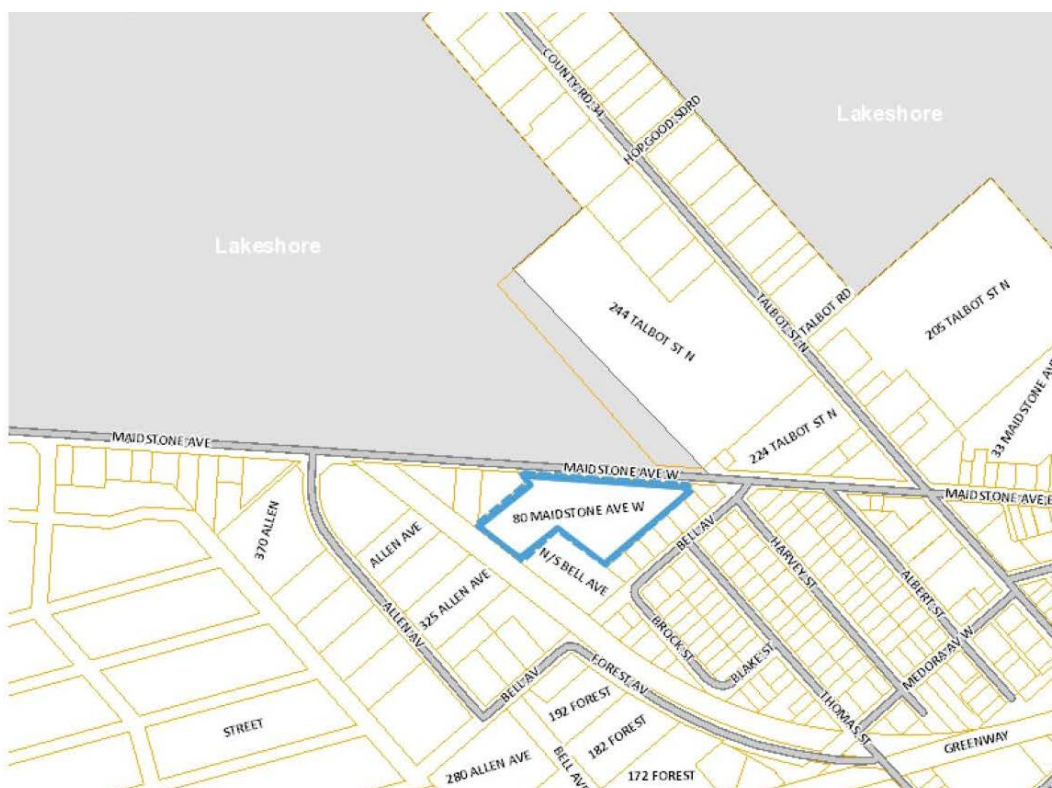 COUNTY RD 34
HOPGOOD SDRD
Lakeshore
Lakeshore
244 TALBOT ST N
TALBOT ST N
TALBOT RD
205 TALBOT ST N
33 MAIDSTONE AVE
224 TALBOT ST N
MAIDSTONE AVE
MAIDSTONE AVE W
MAIDSTONE AVE E
80 MAIDSTONE AVE W
370 ALLEN
ALLEN AVE
325 ALLEN AVE
N/S BELL AVE
BELL AV
HARVEY ST
ALBERT ST
ALLEN AV
BROCK ST
BLAKE ST
MEDORA AV W
BELL AV
FOREST AV
THOMAS ST
192 FOREST
182 FOREST
STREET
GREENWAY
280 ALLEN AVE
BELL AVE
172 FOREST